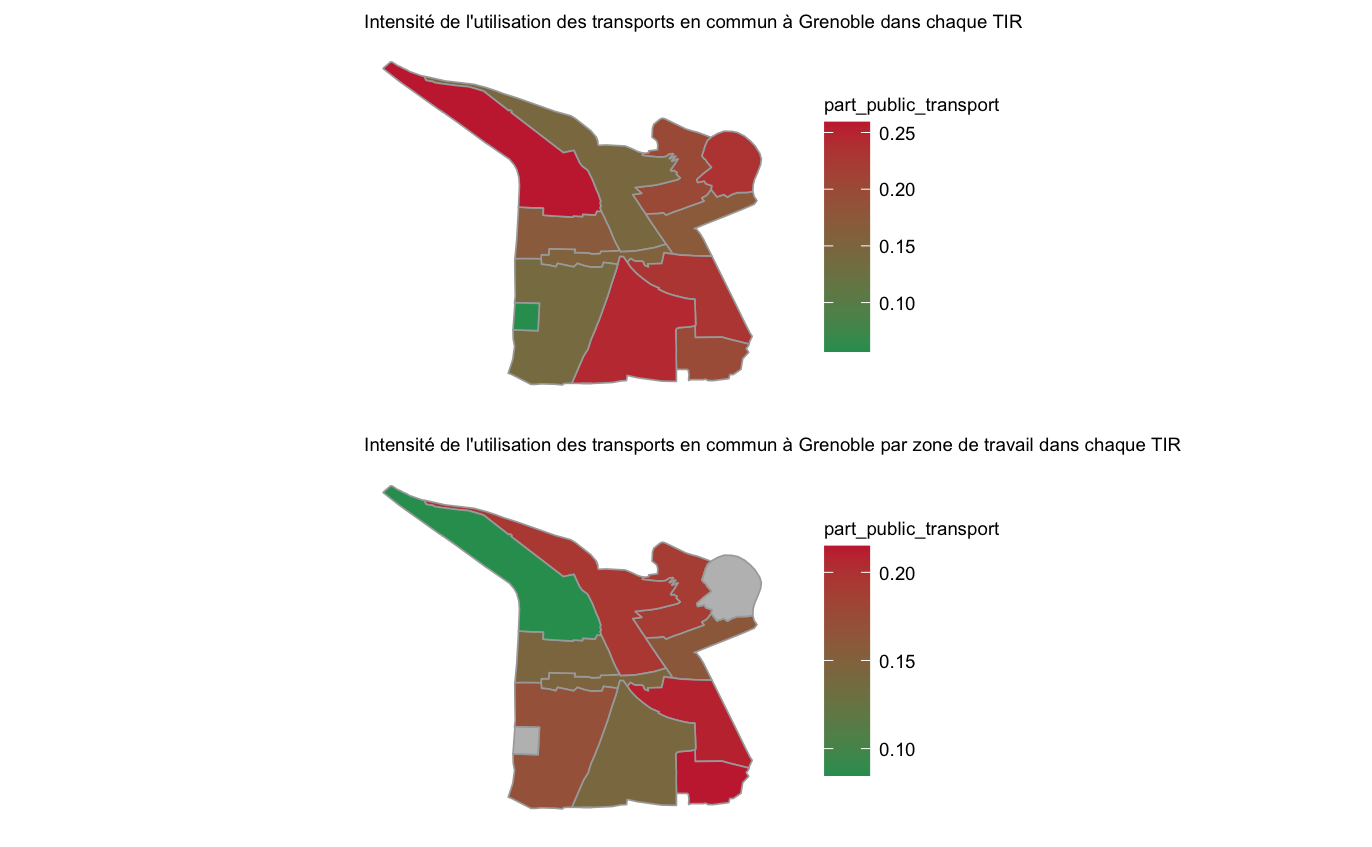 Intensité de l'utilisation des transports en commun à Grenoble dans chaque TIR
part_public_transport
0.25
0.20
0.15
0.10
Intensité de l'utilisation des transports en commun à Grenoble par zone de travail dans chaque TIR
part_public_transport
0.20
0.15
0.10